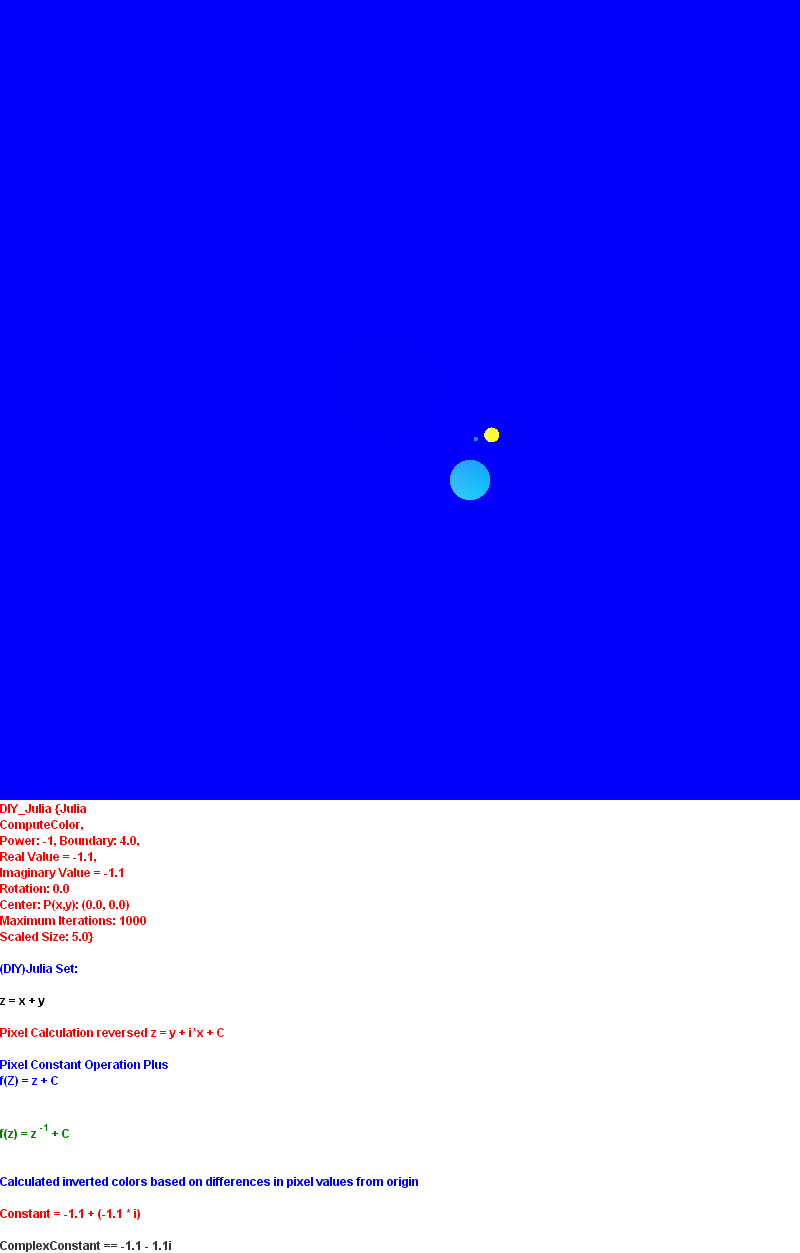 DIY_Julia {Julia
ComputeColor,
Power: -1, Boundary: 4.0,
Real Value = -1.1,
Imaginary Value = -1.1
Rotation: 0.0
Center: P(x,y): (0.0, 0.0)
Maximum Iterations: 1000
Scaled Size: 5.0}
(DIY)Julia Set:
z = x + y
Pixel Calculation reversed z = y + i*x + C
Pixel Constant Operation Plus
f(Z) = z + C
f(z) = z -1 + C
Calculated inverted colors based on differences in pixel values from origin
Constant = -1.1 + (-1.1 * i)
ComplexConstant == -1.1 - 1.1i